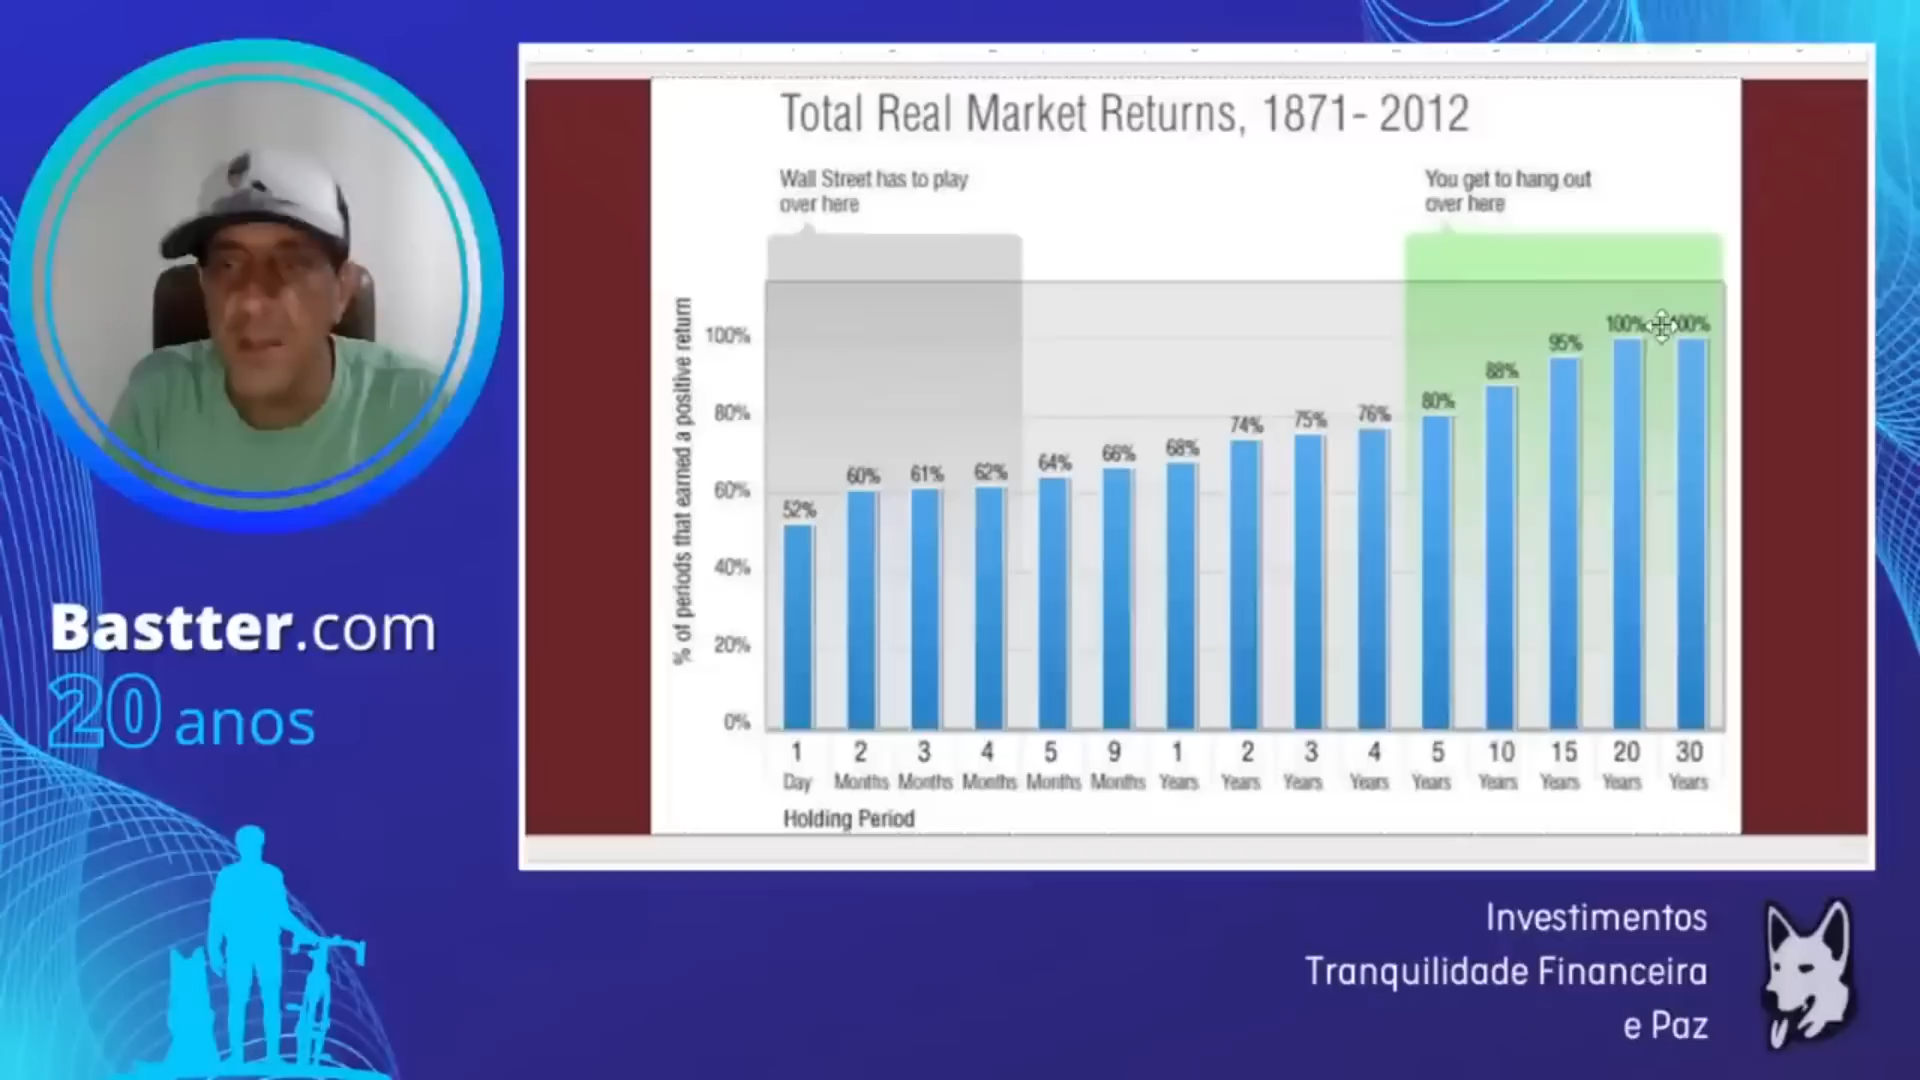 Total Real Market Returns, 1871- 2012
Wall Street has to play
over here
You get to hang out
over here
% of periods that earned a positive return
100%
80%
60%
40%
20%
0%
52%
60%
61%
62%
64%
66%
68%
74%
75%
76%
80%
88%
95%
100%
100%
1 2 3 4 5 9 1 2 3 4 5 10 15 20 30
Day Months Months Months Months Months Years Years Years Years Years Years Years Years Years
Holding Period
Bastter.com
20 anos
Investimentos
Tranquilidade Financeira
e Paz